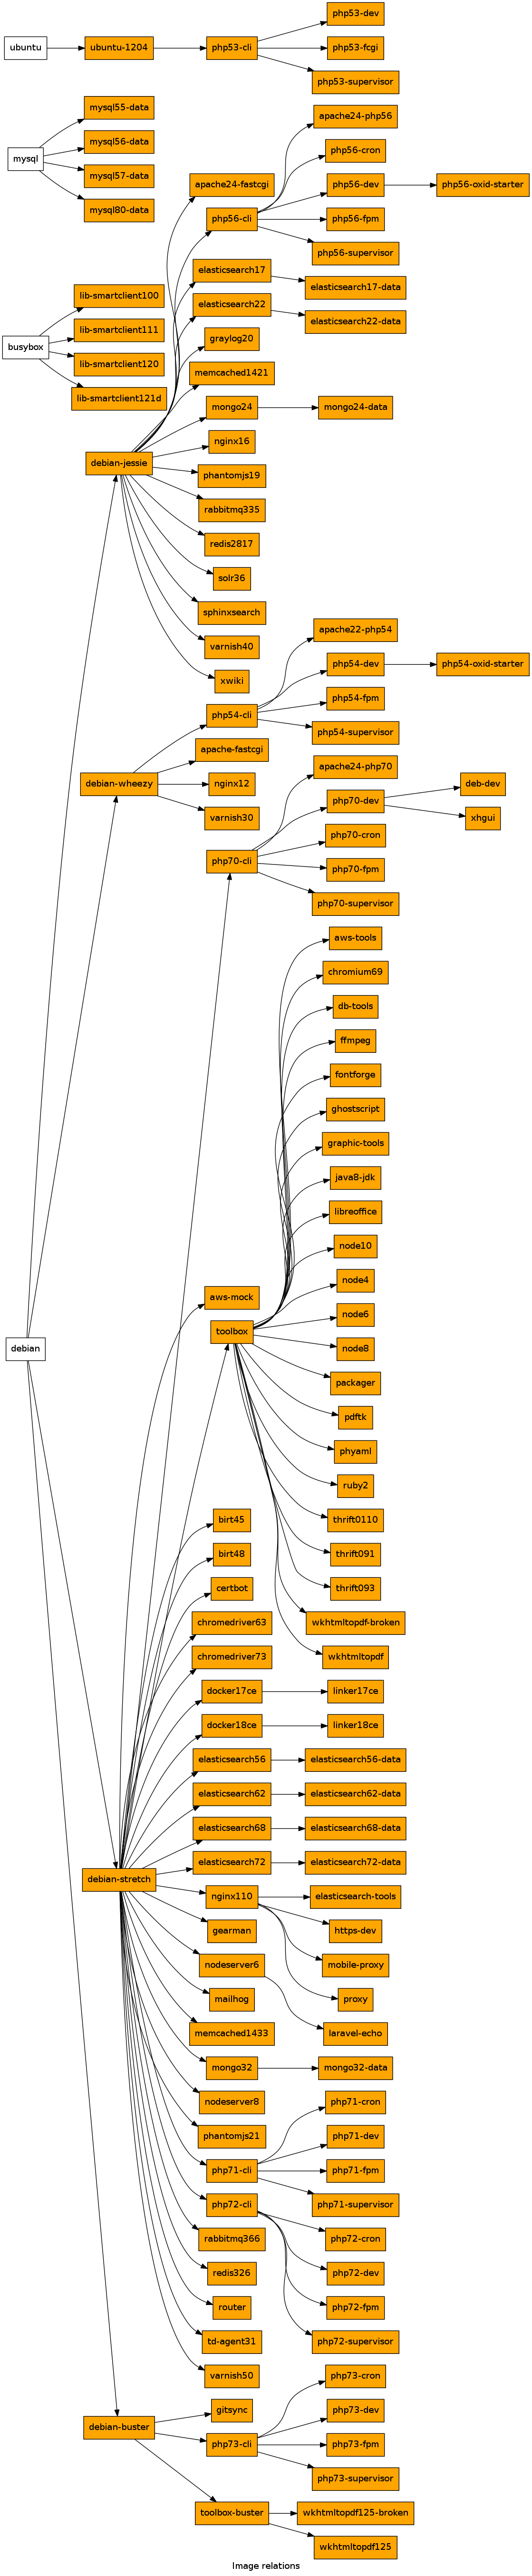 php53-dev
ubuntu
ubuntu-1204
php53-cli
php53-fcgi
php53-supervisor
mysql55-data
apache24-php56
mysql56-data
php56-cron
mysql
mysql57-data
apache24-fastcgi
php56-dev
php56-oxid-starter
mysql80-data
php56-cli
php56-fpm
php56-supervisor
elasticsearch17
elasticsearch17-data
lib-smartclient100
elasticsearch22
elasticsearch22-data
lib-smartclient111
graylog20
busybox
lib-smartclient120
memcached1421
lib-smartclient121d
mongo24
mongo24-data
nginx16
debian-jessie
phantomjs19
rabbitmq335
redis2817
solr36
sphinxsearch
apache22-php54
varnish40
php54-dev
php54-oxid-starter
xwiki
php54-fpm
php54-cli
php54-supervisor
apache-fastcgi
apache24-php70
debian-wheezy
nginx12
deb-dev
php70-dev
varnish30
xhgui
php70-cron
php70-cli
php70-fpm
php70-supervisor
aws-tools
chromium69
db-tools
ffmpeg
fontforge
ghostscript
graphic-tools
java8-jdk
libreoffice
node10
node4
aws-mock
node6
toolbox
debian
node8
packager
pdftk
phyaml
ruby2
birt45
thrift0110
birt48
thrift091
certbot
thrift093
chromedriver63
wkhtmltopdf-broken
chromedriver73
wkhtmltopdf
docker17ce
linker17ce
docker18ce
linker18ce
elasticsearch56
elasticsearch56-data
elasticsearch62
elasticsearch62-data
elasticsearch68
elasticsearch68-data
elasticsearch72
elasticsearch72-data
debian-stretch
nginx110
elasticsearch-tools
gearman
https-dev
nodeserver6
mobile-proxy
mailhog
proxy
memcached1433
laravel-echo
mongo32
mongo32-data
nodeserver8
php71-cron
phantomjs21
php71-dev
php71-cli
php71-fpm
php72-cli
php71-supervisor
rabbitmq366
php72-cron
redis326
php72-dev
router
php72-fpm
td-agent31
php72-supervisor
varnish50
php73-cron
gitsync
php73-dev
debian-buster
php73-cli
php73-fpm
php73-supervisor
toolbox-buster
wkhtmltopdf125-broken
wkhtmltopdf125
Image relations